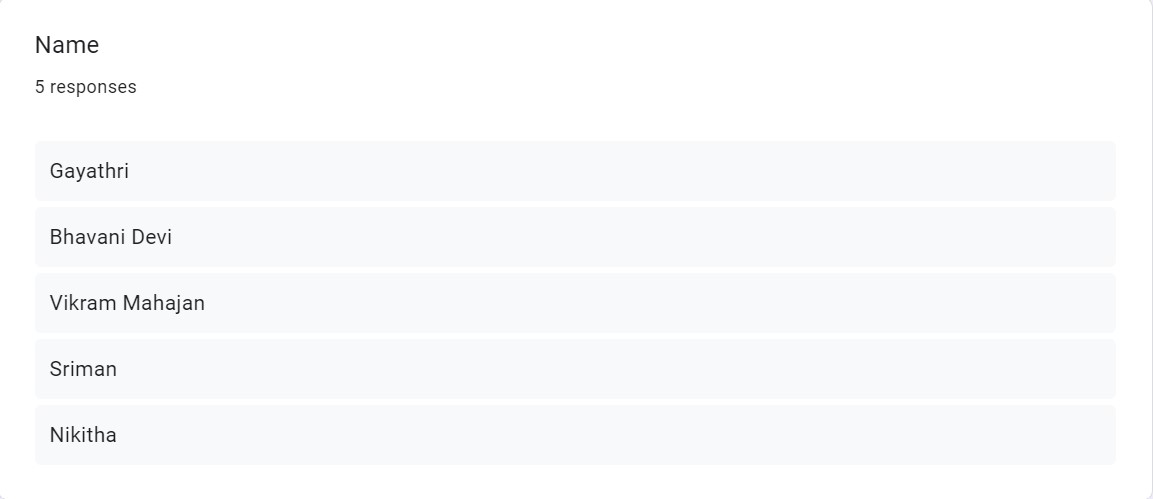 Name
5 responses
Gayathri
Bhavani Devi
Vikram Mahajan
Sriman
Nikitha